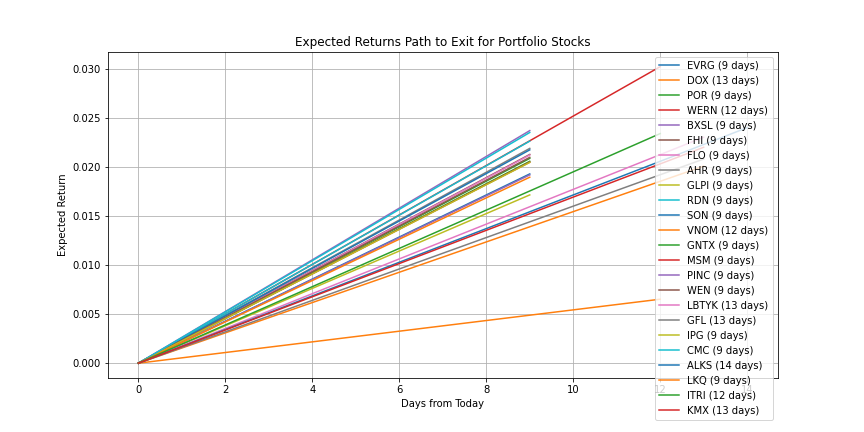 Expected Returns Path to Exit for Portfolio Stocks
Expected Return
0.030
0.025
0.020
0.015
0.010
0.005
0.000
0
2
4
6
8
10
12
14
Days from Today
EVRG (9 days)
DOX (13 days)
POR (9 days)
WERN (12 days)
BXSL (9 days)
FHI (9 days)
FLO (9 days)
AHR (9 days)
GLPI (9 days)
RDN (9 days)
SON (9 days)
VNOM (12 days)
GNTX (9 days)
MSM (9 days)
PINC (9 days)
WEN (9 days)
LBTYK (13 days)
GFL (13 days)
IPG (9 days)
CMC (9 days)
ALKS (14 days)
LKQ (9 days)
ITRI (12 days)
KMX (13 days)